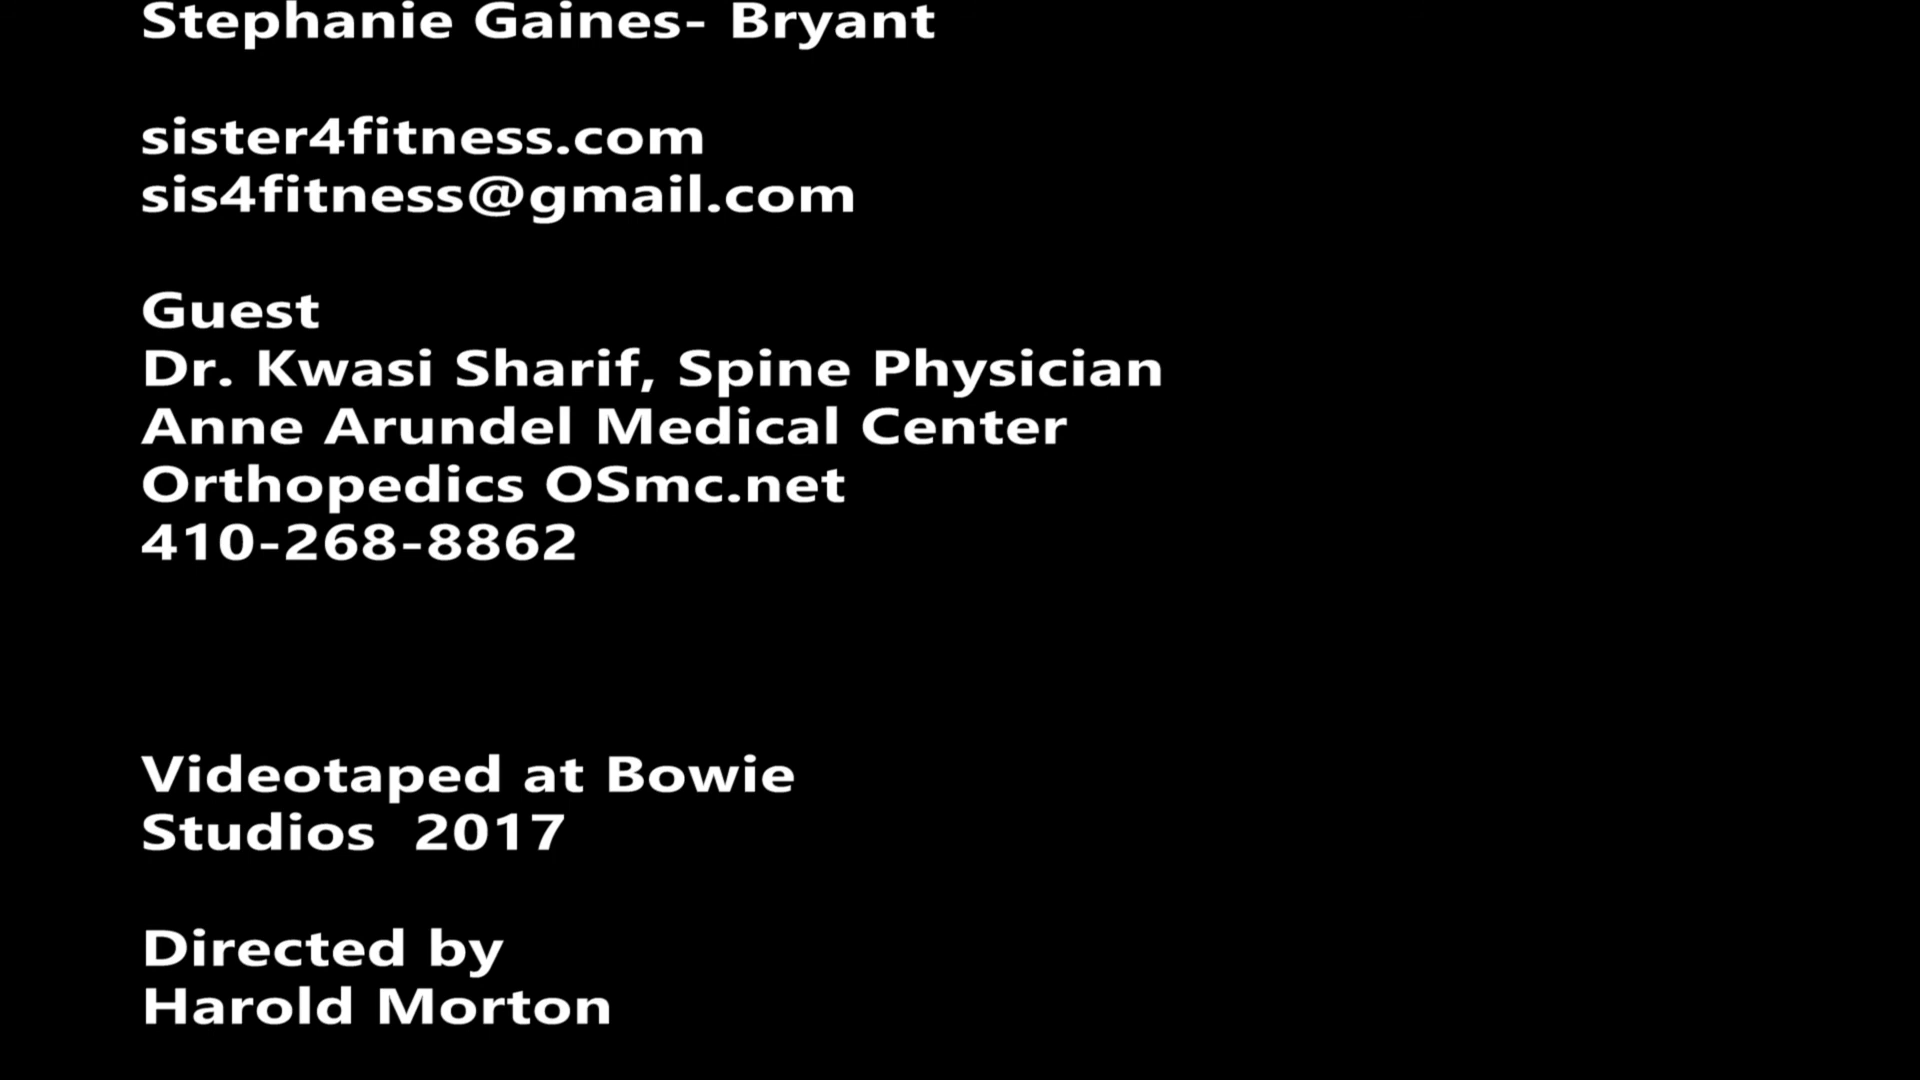 Stephanie Gaines- Bryant
sister4fitness.com
sis4fitness@gmail.com
Guest
Dr. Kwasi Sharif, Spine Physician
Anne Arundel Medical Center
Orthopedics OSmc.net
410-268-8862
Videotaped at Bowie
Studios  2017
Directed by
Harold Morton